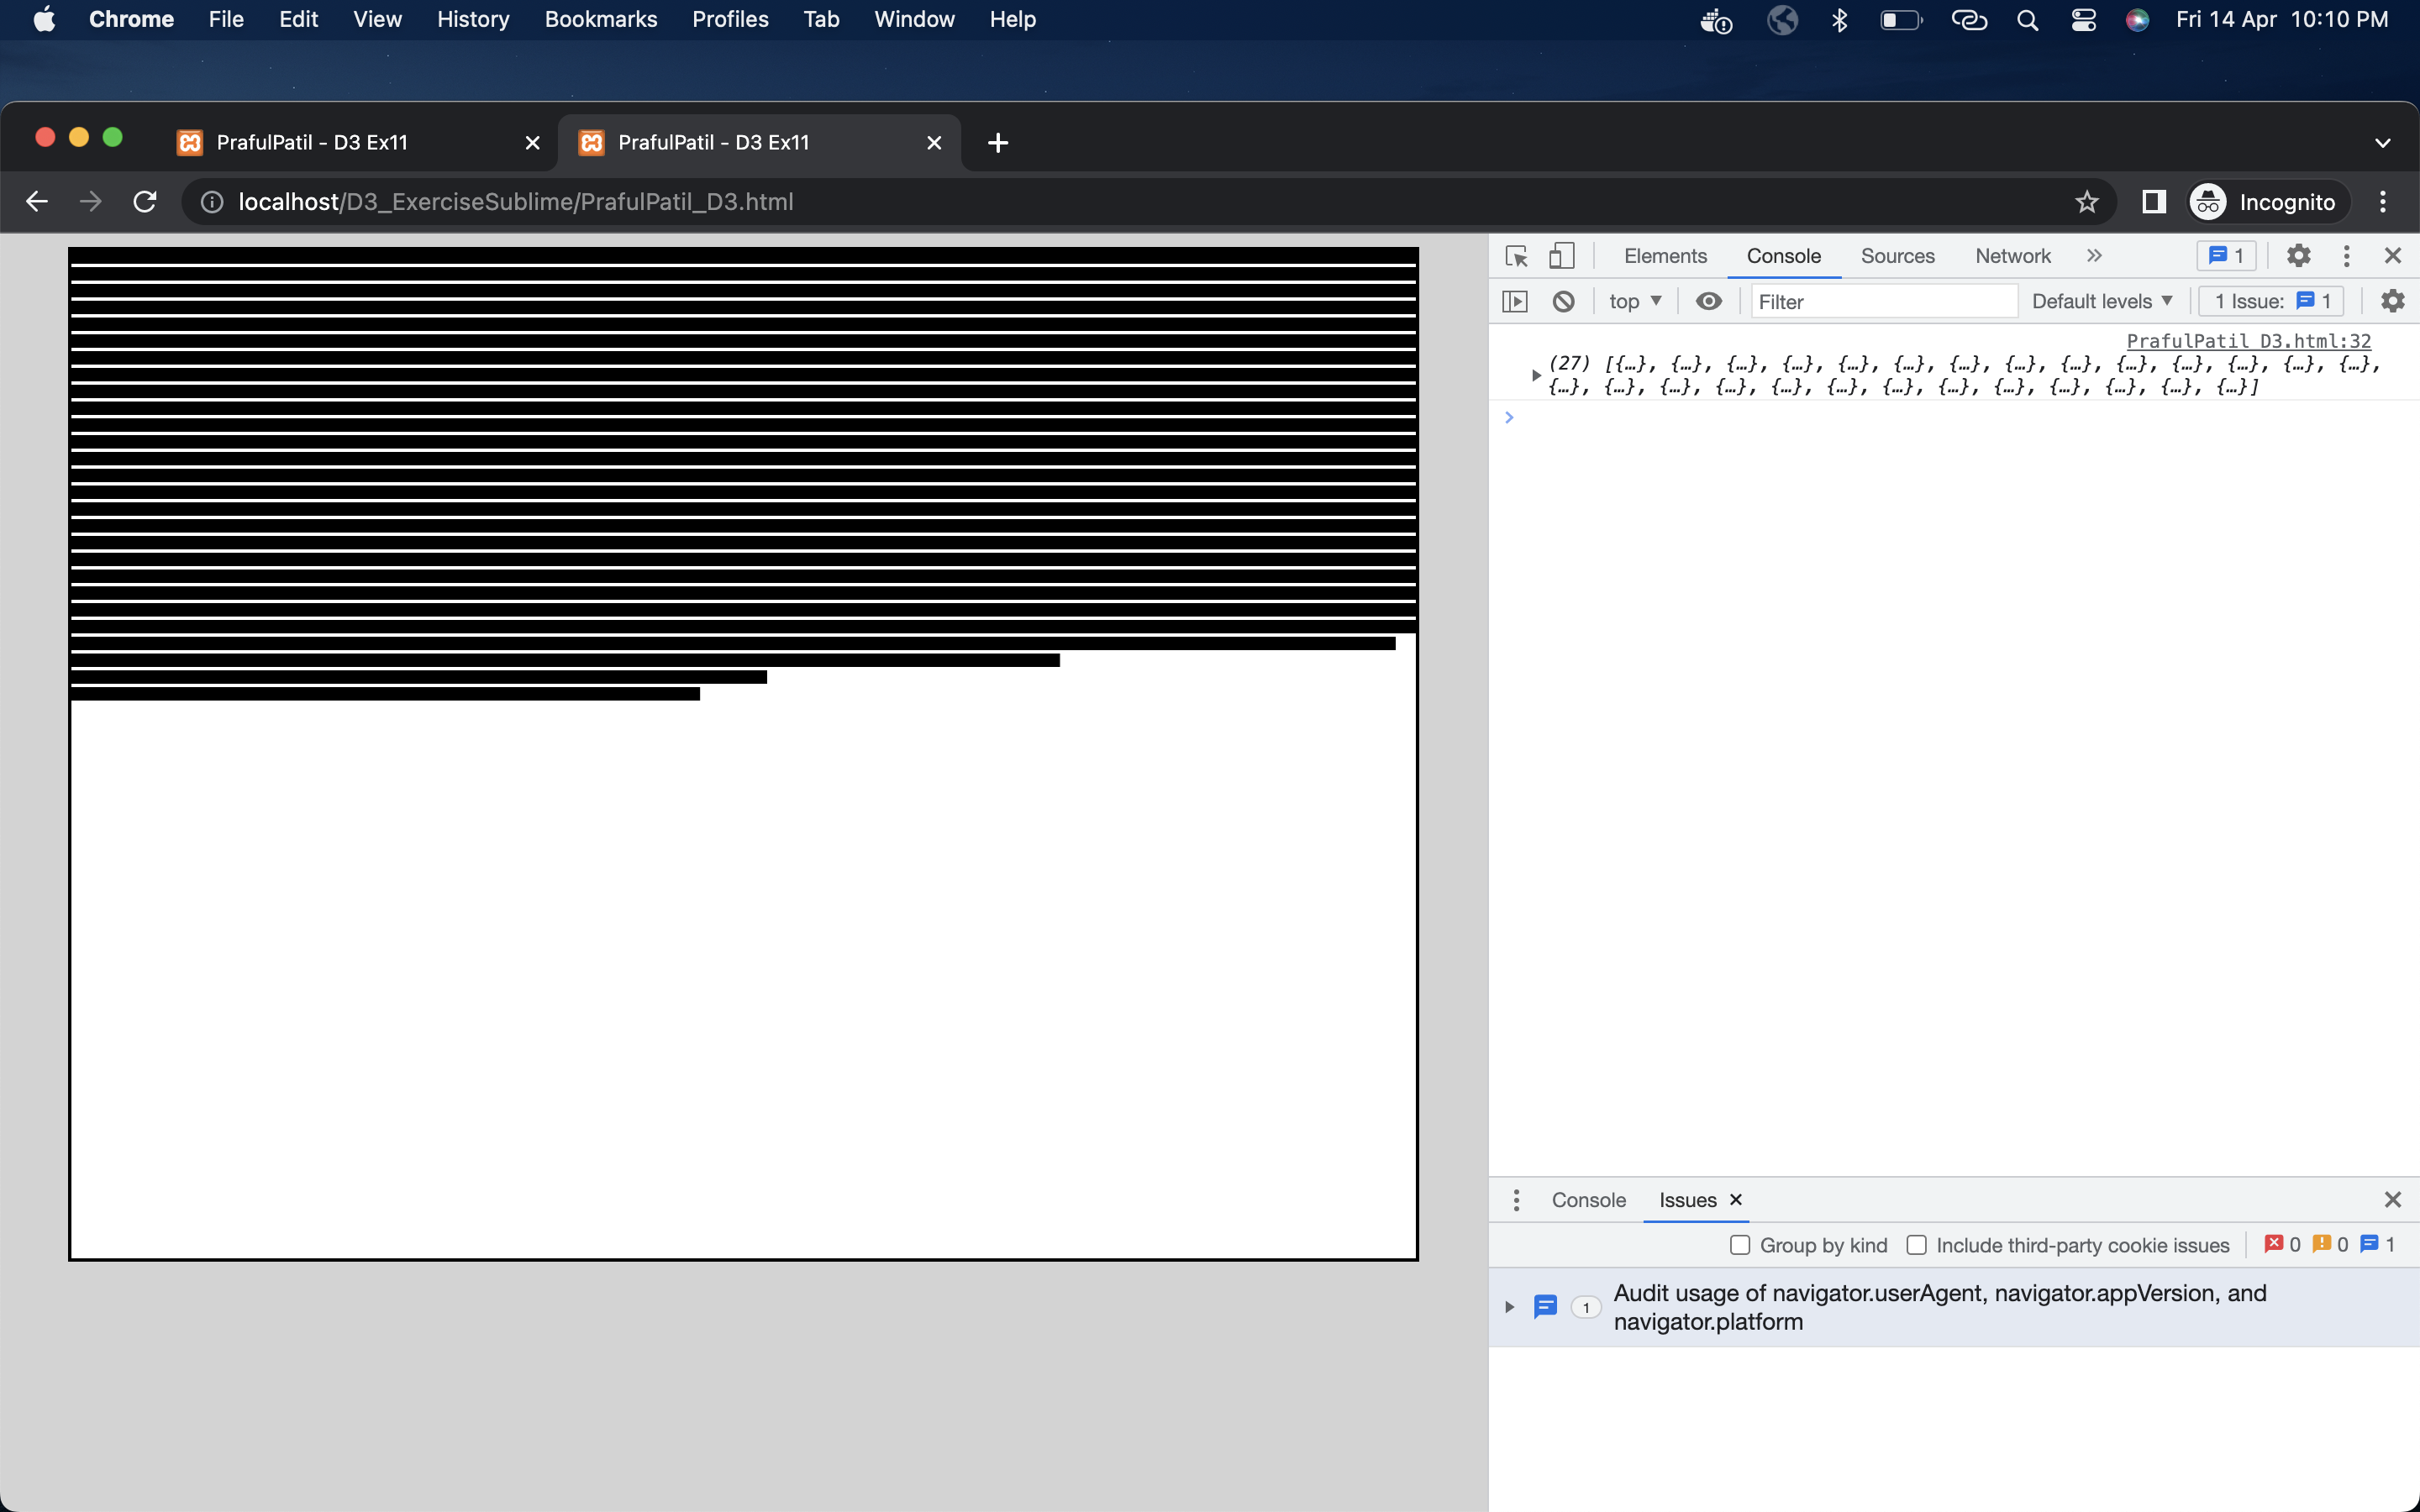 Chrome File Edit View History Bookmarks Profiles Tab Window Help Fri 14 Apr 10:10 PM
PrafulPatil - D3 Ex11 PrafulPatil - D3 Ex11
localhost/D3_ExerciseSublime/PrafulPatil_D3.html Incognito
Elements Console Sources Network 1
top Filter Default levels 1 Issue: 1
PrafulPatil_D3.html:32
(27) [{…}, {…}, {…}, {…}, {…}, {…}, {…}, {…}, {…}, {…}, {…}, {…}, {…}, {…},
{…}, {…}, {…}, {…}, {…}, {…}, {…}, {…}, {…}, {…}, {…}, {…}, {…}]
Console Issues
Group by kind Include third-party cookie issues 0 0 1
1 Audit usage of navigator.userAgent, navigator.appVersion, and
navigator.platform